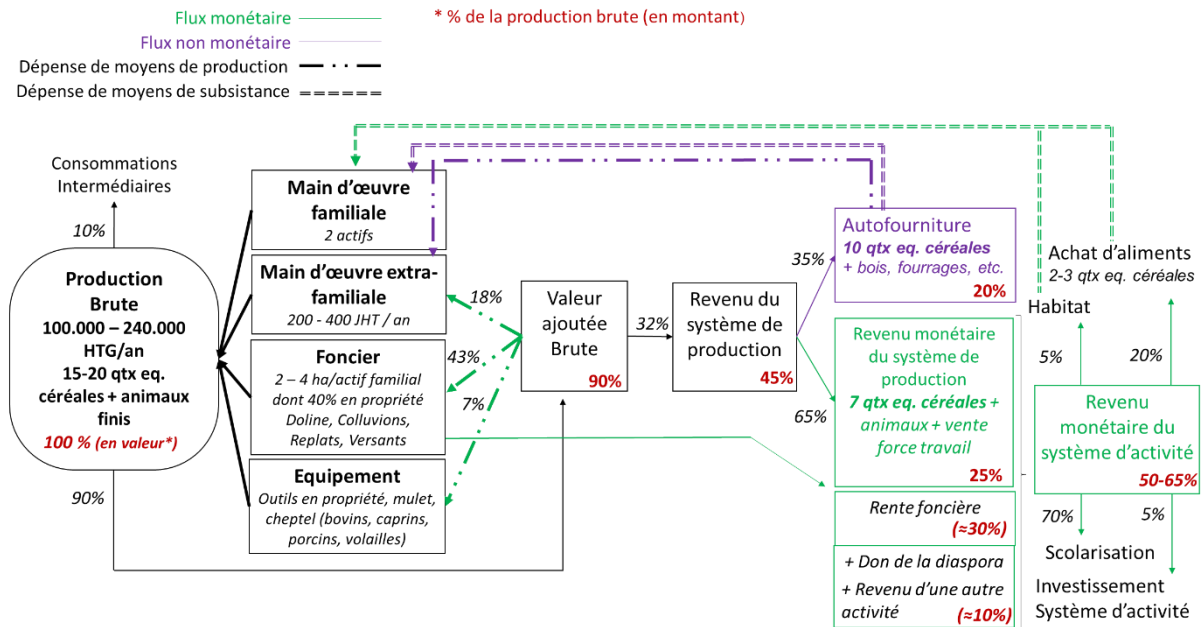 Flux monétaire
* % de la production brute (en montant)
Flux non monétaire
Dépense de moyens de production
Dépense de moyens de subsistance
Consommations
Intermédiaires
10%
Production
Brute
100.000 – 240.000
HTG/an
15-20 qtx eq.
céréales + animaux
finis
100 % (en valeur*)
90%
Main d'œuvre
familiale
2 actifs
Main d'œuvre extra-
familiale
200 - 400 JHT / an
Foncier
2 – 4 ha/actif familial
dont 40% en propriété
Doline, Colluvions,
Replats, Versants
Equipement
Outils en propriété, mulet,
cheptel (bovins, caprins,
porcins, volailles)
18%
43%
7%
Valeur
ajoutée
Brute
90%
32%
Revenu du
système de
production
45%
35%
65%
Autofourniture
10 qtx eq. céréales
+ bois, fourrages, etc.
20%
Revenu monétaire
du système de
production
7 qtx eq. céréales +
animaux + vente
force travail
25%
Rente foncière
(≈30%)
+ Don de la diaspora
+ Revenu d'une autre
activité
(≈10%)
Achat d'aliments
2-3 qtx eq. céréales
Habitat
5%
20%
Revenu
monétaire du
système d'activité
50-65%
70%
5%
Scolarisation
Investissement
Système d'activité